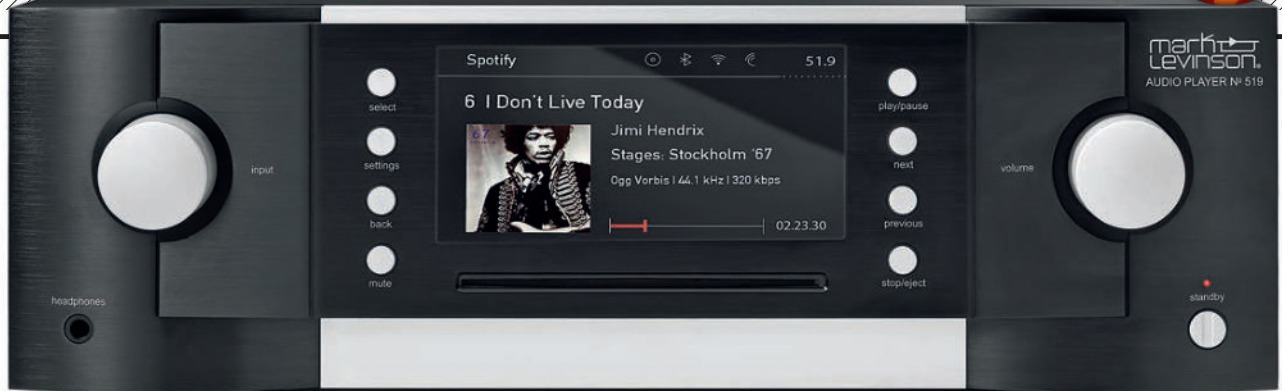 Spotify
51.9
6 I Don't Live Today
67
Jimi Hendrix
Stages: Stockholm '67
Ogg Vorbis | 44.1 kHz | 320 kbps
02.23.30
select
settings
back
mute
input
headphones
play/pause
next
previous
stop/eject
volume
mark
Levinson®
AUDIO PLAYER Nº 519
standby